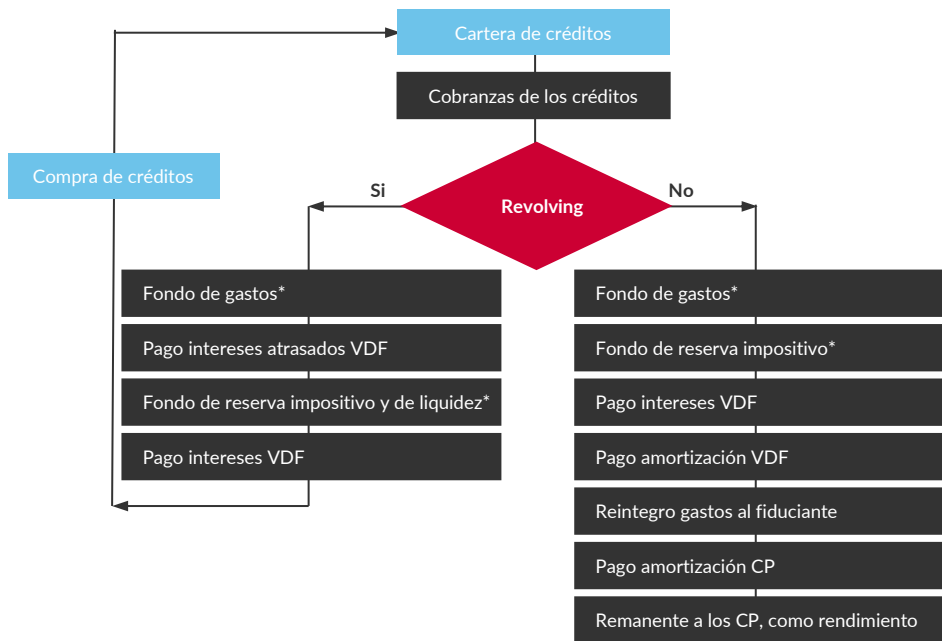 Cartera de créditos
Cobranzas de los créditos
Compra de créditos
Si
Revolving
No
Fondo de gastos*
Pago intereses atrasados VDF
Fondo de reserva impositivo y de liquidez*
Pago intereses VDF
Fondo de gastos*
Fondo de reserva impositivo*
Pago intereses VDF
Pago amortización VDF
Reintegro gastos al fiduciante
Pago amortización CP
Remanente a los CP, como rendimiento